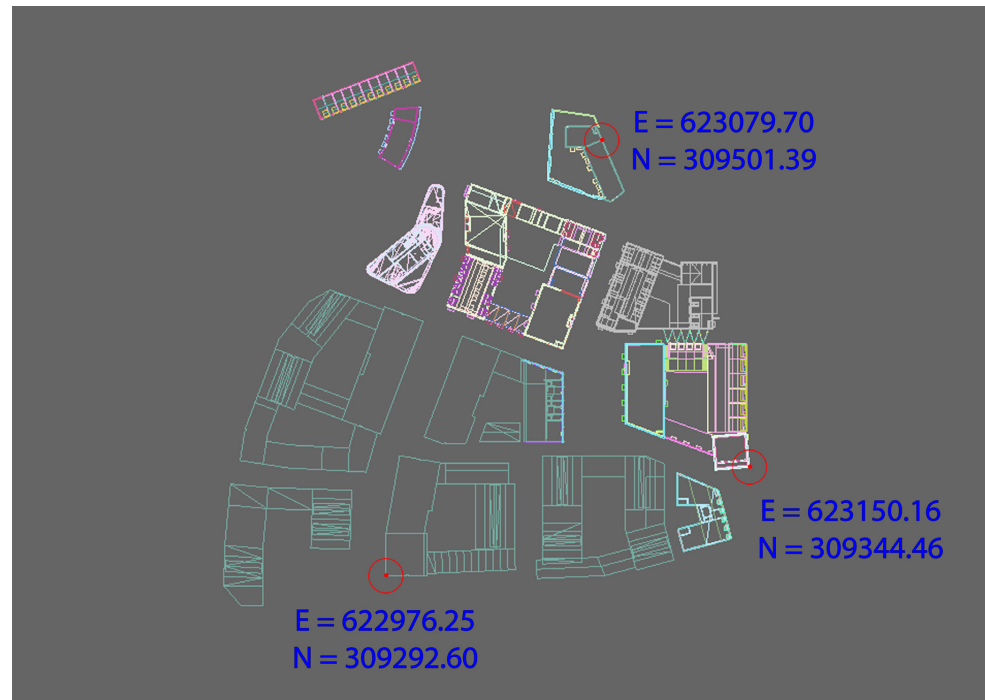 E = 623079.70
N = 309501.39
E = 623150.16
N = 309344.46
E = 622976.25
N = 309292.60